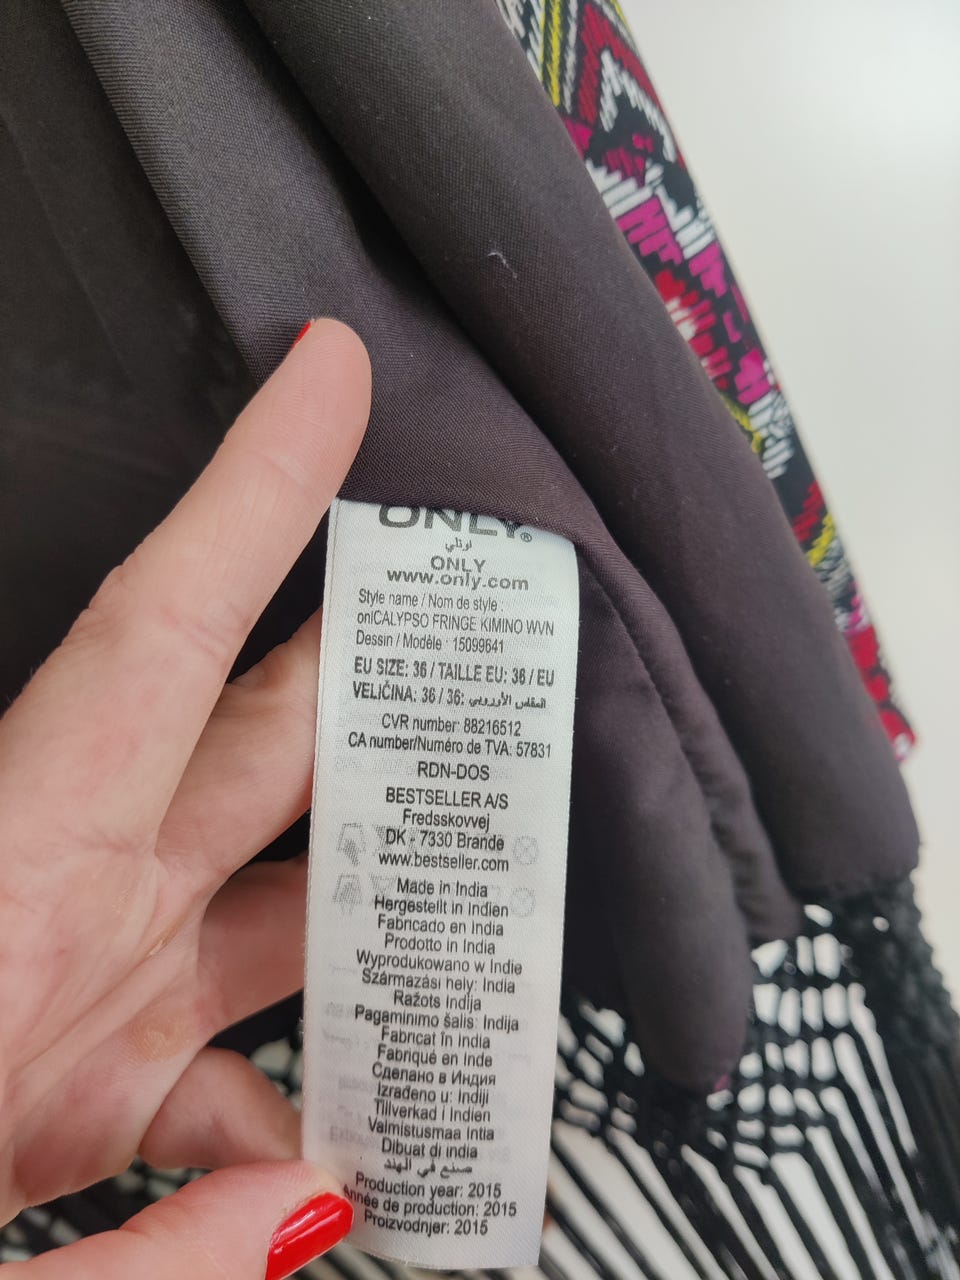 ONLY®
اونلي
ONLY
www.only.com
Style name / Nom de style :
onlCALYPSO FRINGE KIMINO WVN
Dessin / Modèle : 15099641
EU SIZE: 36 / TAILLE EU: 36 / EU
VELIČINA: 36 / 36: المقاس الأوروبي
CVR number: 88216512
CA number/Numéro de TVA: 57831
RDN-DOS
BESTSELLER A/S
Fredsskovvej
DK - 7330 Brande
www.bestseller.com
Made in India
Hergestellt in Indien
Fabricado en India
Prodotto in India
Wyprodukowano w Indie
Származási hely: India
Ražots Indija
Pagaminimo šalis: Indija
Fabricat în India
Fabriqué en Inde
Сделано в Индия
Izrađeno u: Indiji
Tillverkad i Indien
Valmistusmaa Intia
Dibuat di india
صنع في الهند
Production year: 2015
Année de production: 2015
Proizvodnjer: 2015